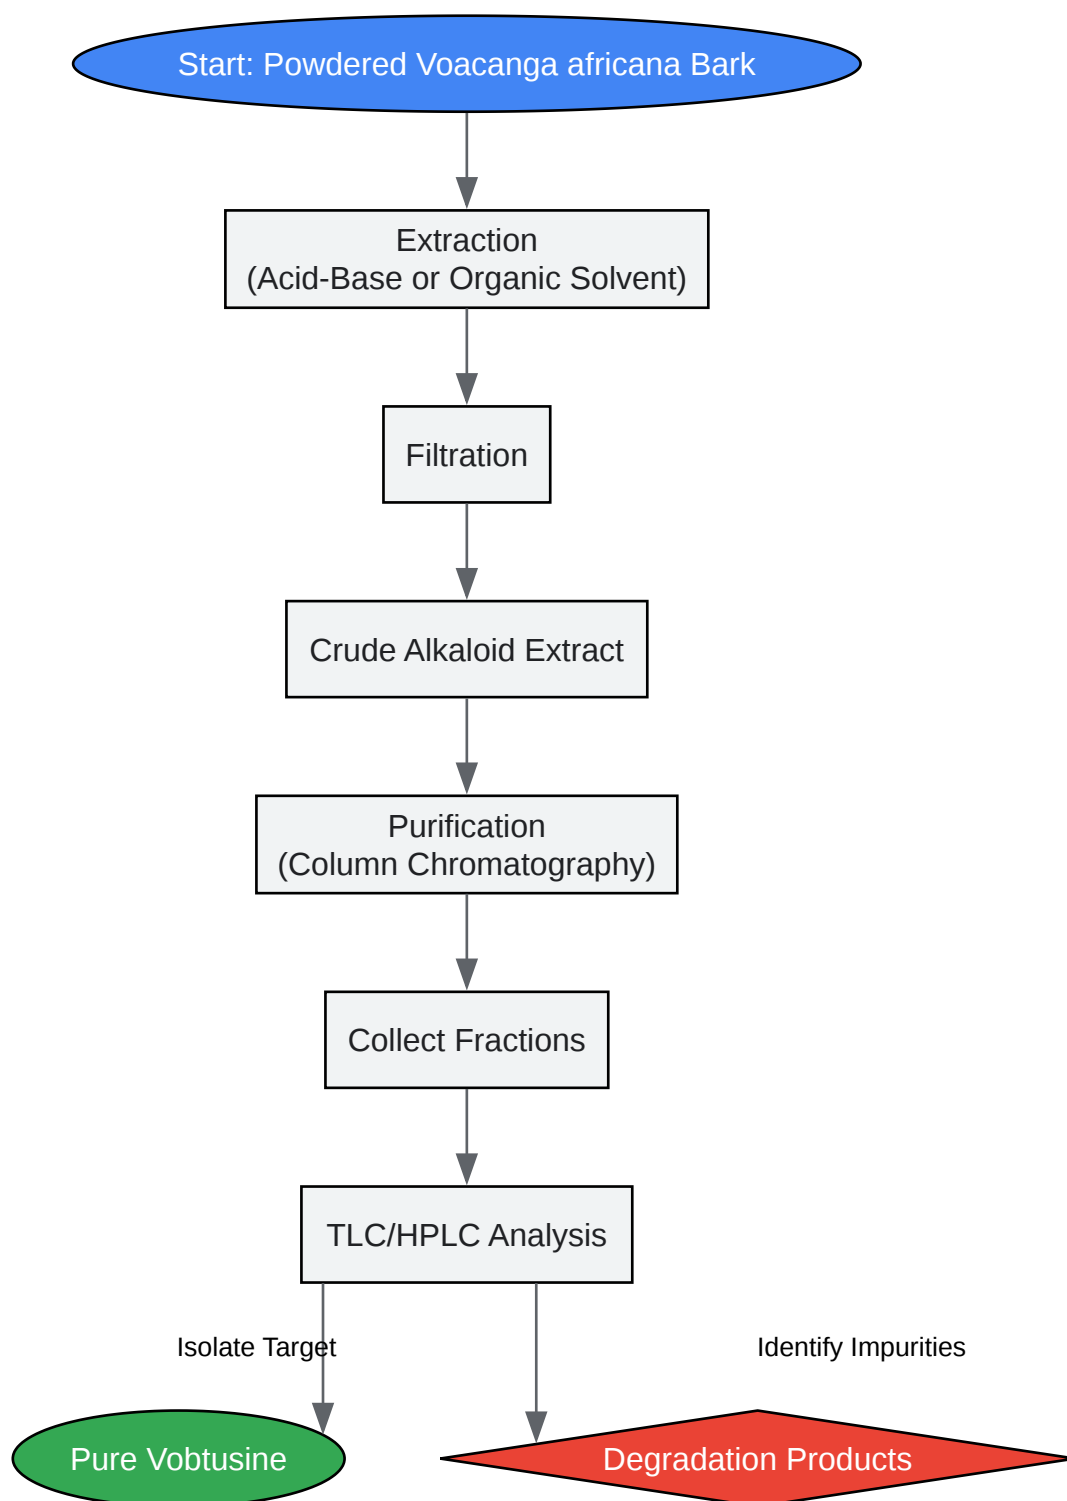 Start: Powdered Voacanga africana Bark
Extraction
(Acid-Base or Organic Solvent)
Filtration
Crude Alkaloid Extract
Purification
(Column Chromatography)
Collect Fractions
TLC/HPLC Analysis
Isolate Target
Identify Impurities
Pure Vobtusine
Degradation Products